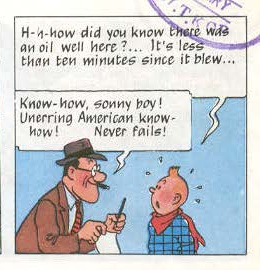 H-h-how did you know there was
an oil well here?... It's less
than ten minutes since it blew...
Know-how, sonny boy!
Unerring American know-
how! Never fails!